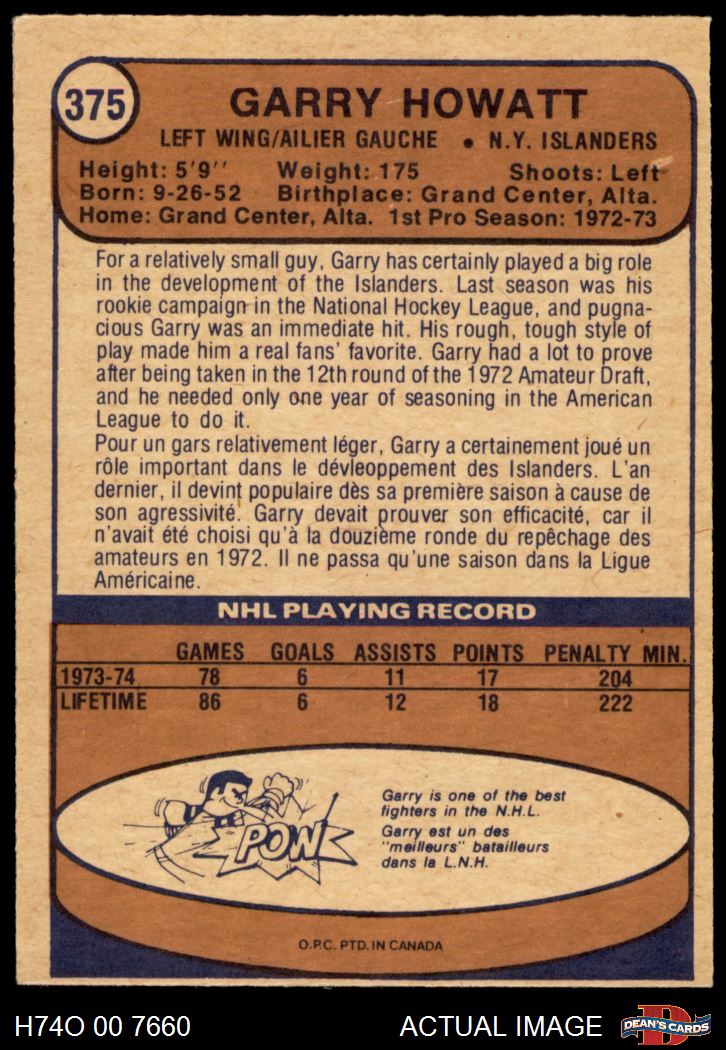 375
GARRY HOWATT
LEFT WING/AILIER GAUCHE • N.Y. ISLANDERS
Height: 5'9'' Weight: 175 Shoots: Left
Born: 9-26-52 Birthplace: Grand Center, Alta.
Home: Grand Center, Alta. 1st Pro Season: 1972-73
For a relatively small guy, Garry has certainly played a big role
in the development of the Islanders. Last season was his
rookie campaign in the National Hockey League, and pugna-
cious Garry was an immediate hit. His rough, tough style of
play made him a real fans' favorite. Garry had a lot to prove
after being taken in the 12th round of the 1972 Amateur Draft,
and he needed only one year of seasoning in the American
League to do it.
Pour un gars relativement léger, Garry a certainement joué un
rôle important dans le dévleoppement des Islanders. L'an
dernier, il devint populaire dès sa première saison à cause de
son agressivité. Garry devait prouver son efficacité, car il
n'avait été choisi qu'à la douzième ronde du repêchage des
amateurs en 1972. Il ne passa qu'une saison dans la Ligue
Américaine.
NHL PLAYING RECORD
GAMES GOALS ASSISTS POINTS PENALTY MIN.
1973-74 78 6 11 17 204
LIFETIME 86 6 12 18 222
POW
Garry is one of the best
fighters in the N.H.L.
Garry est un des
"meilleurs" batailleurs
dans la L.N.H.
O.P.C. PTD. IN CANADA
H74O 00 7660 ACTUAL IMAGE
D
DEAN'S CARDS